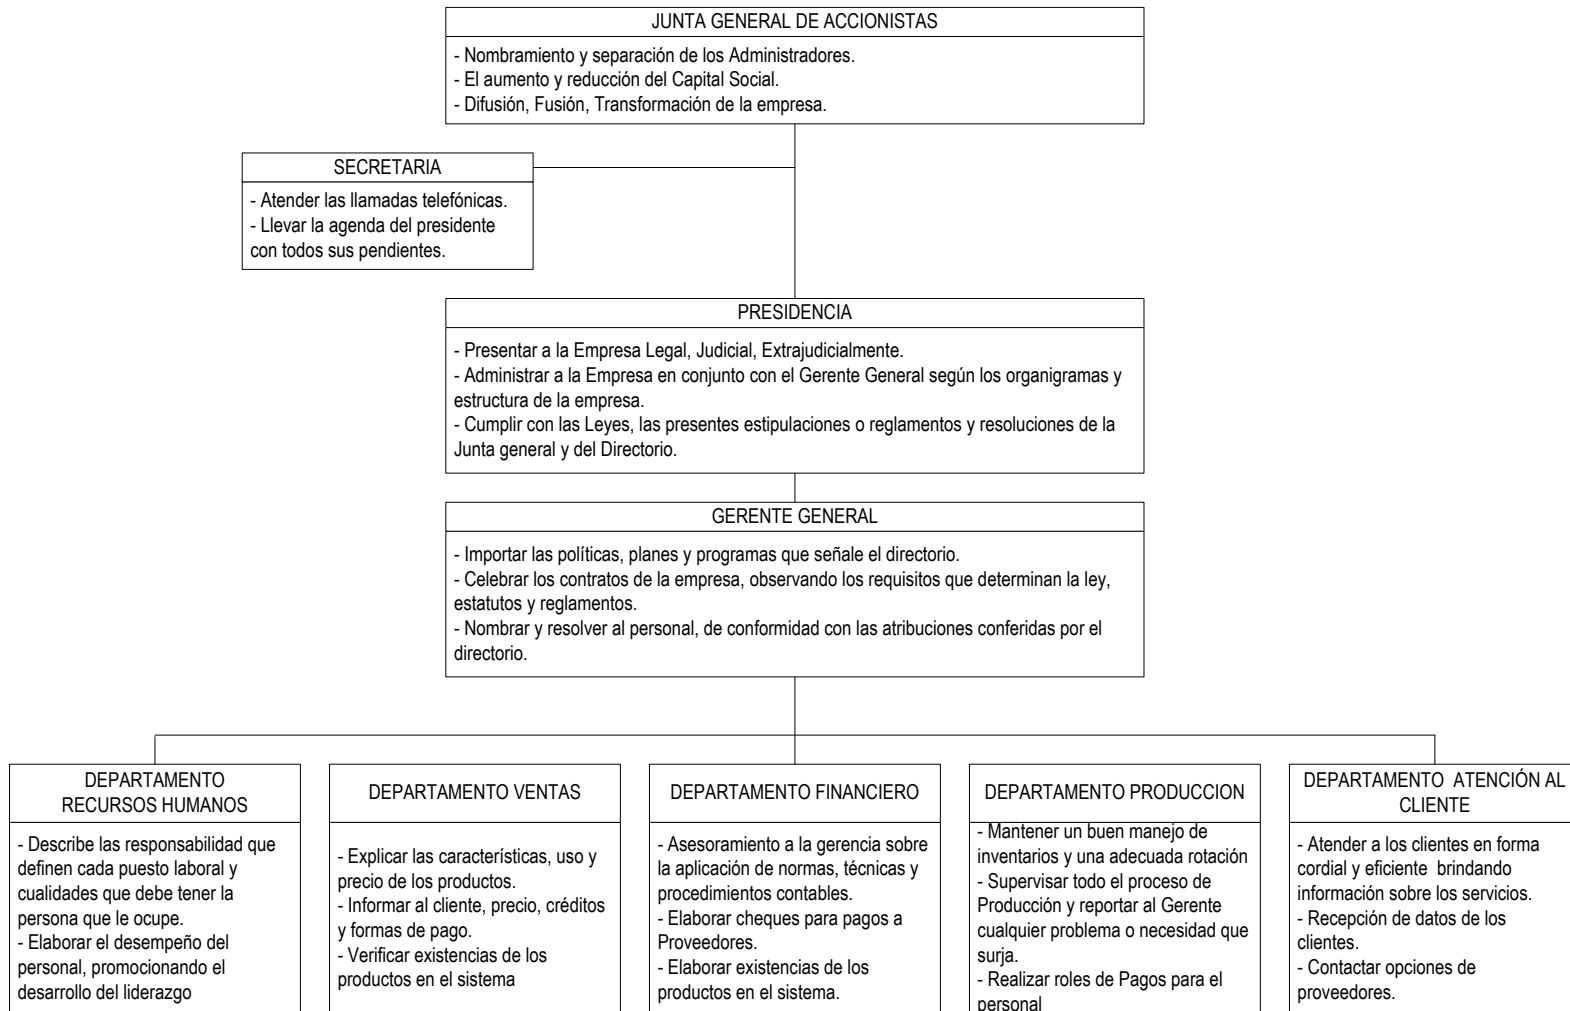 JUNTA GENERAL DE ACCIONISTAS
- Nombramiento y separación de los Administradores.
- El aumento y reducción del Capital Social.
- Difusión, Fusión, Transformación de la empresa.
SECRETARIA
- Atender las llamadas telefónicas.
- Llevar la agenda del presidente
con todos sus pendientes.
PRESIDENCIA
- Presentar a la Empresa Legal, Judicial, Extrajudicialmente.
- Administrar a la Empresa en conjunto con el Gerente General según los organigramas y
estructura de la empresa.
- Cumplir con las Leyes, las presentes estipulaciones o reglamentos y resoluciones de la
Junta general y del Directorio.
GERENTE GENERAL
- Importar las políticas, planes y programas que señale el directorio.
- Celebrar los contratos de la empresa, observando los requisitos que determinan la ley,
estatutos y reglamentos.
- Nombrar y resolver al personal, de conformidad con las atribuciones conferidas por el
directorio.
DEPARTAMENTO
RECURSOS HUMANOS
- Describe las responsabilidad que
definen cada puesto laboral y
cualidades que debe tener la
persona que le ocupe.
- Elaborar el desempeño del
personal, promocionando el
desarrollo del liderazgo
DEPARTAMENTO VENTAS
- Explicar las características, uso y
precio de los productos.
- Informar al cliente, precio, créditos
y formas de pago.
- Verificar existencias de los
productos en el sistema
DEPARTAMENTO FINANCIERO
- Asesoramiento a la gerencia sobre
la aplicación de normas, técnicas y
procedimientos contables.
- Elaborar cheques para pagos a
Proveedores.
- Elaborar existencias de los
productos en el sistema.
DEPARTAMENTO PRODUCCION
- Mantener un buen manejo de
inventarios y una adecuada rotación
- Supervisar todo el proceso de
Producción y reportar al Gerente
cualquier problema o necesidad que
surja.
- Realizar roles de Pagos para el
personal
DEPARTAMENTO ATENCIÓN AL
CLIENTE
- Atender a los clientes en forma
cordial y eficiente brindando
información sobre los servicios.
- Recepción de datos de los
clientes.
- Contactar opciones de
proveedores.